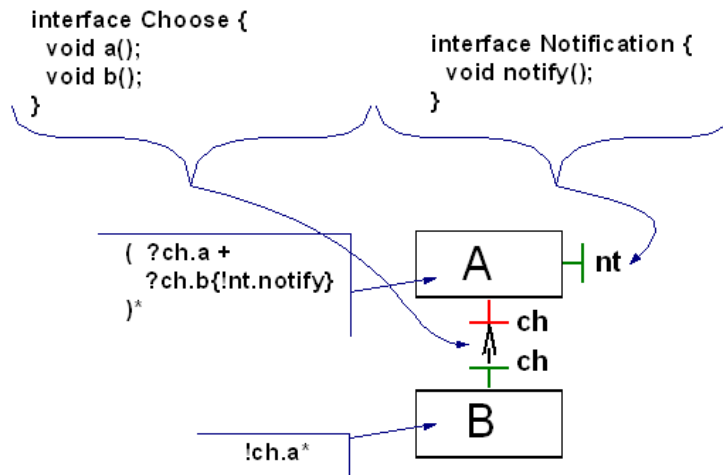 interface Choose {
void a();
void b();
}
interface Notification {
void notify();
}
( ?ch.a +
?ch.b{!nt.notify}
)*
A
nt
ch
ch
B
!ch.a*